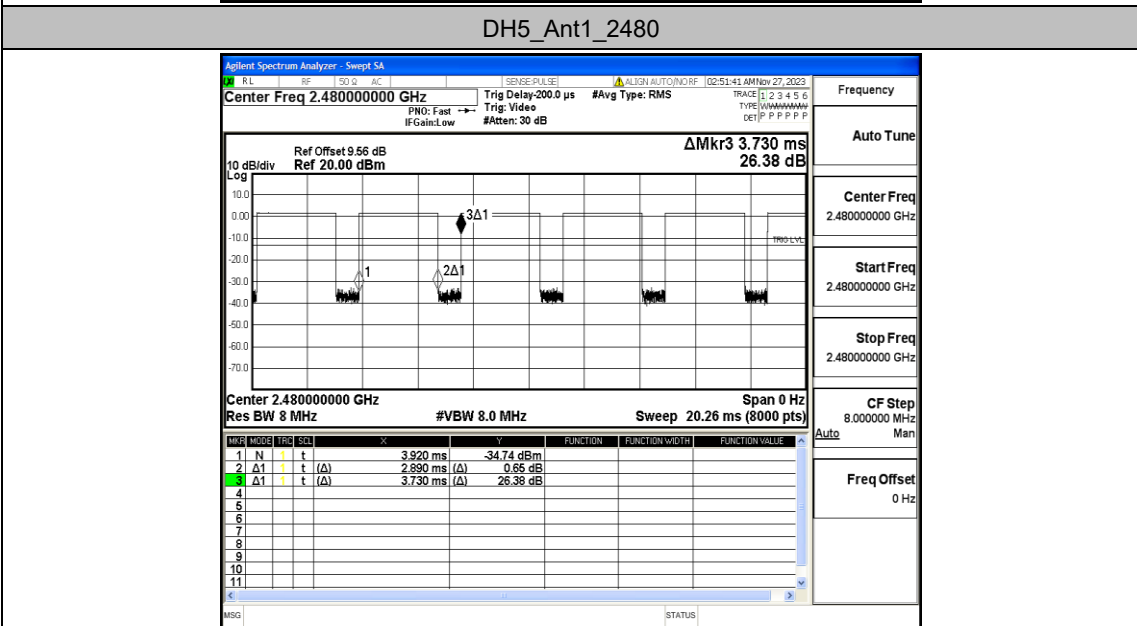 DH5_Ant1_2480
Agilent Spectrum Analyzer - Swept SA
RL RF 50 Ω AC SENSE:PULSE ALIGN AUTO/NO RF 02:51:41 AM Nov 27, 2023
Center Freq 2.480000000 GHz
PNO: Fast
IFGain:Low
Trig Delay-200.0 µs
Trig: Video
#Atten: 30 dB
#Avg Type: RMS
TRACE 1 2 3 4 5 6
TYPE
DET P P P P P P
Ref Offset 9.56 dB
10 dB/div Ref 20.00 dBm
Log
ΔMkr3 3.730 ms
26.38 dB
10.0
0.00
-10.0
-20.0
-30.0
-40.0
-50.0
-60.0
-70.0
3Δ1
TRIG LVL
1
2Δ1
Center 2.480000000 GHz Span 0 Hz
Res BW 8 MHz #VBW 8.0 MHz Sweep 20.26 ms (8000 pts)
MKR MODE TRC SCL X Y FUNCTION FUNCTION WIDTH FUNCTION VALUE
1 N 1 t 3.920 ms -34.74 dBm
2 Δ1 1 t (Δ) 2.890 ms (Δ) 0.65 dB
3 Δ1 1 t (Δ) 3.730 ms (Δ) 26.38 dB
4
5
6
7
8
9
10
11
MSG STATUS
Frequency
Auto Tune
Center Freq
2.480000000 GHz
Start Freq
2.480000000 GHz
Stop Freq
2.480000000 GHz
CF Step
8.000000 MHz
Auto Man
Freq Offset
0 Hz